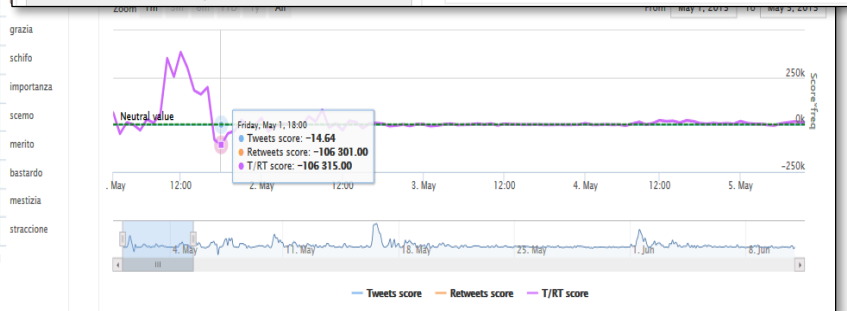 Zoom 1m All
From May 1, 2015 To May 5, 2015
grazia
schifo
importanza
scemo
merito
bastardo
mestizia
straccione
250k
0k
−250k
Score*freq
Neutral value
Friday, May 1, 18:00
Tweets score: −14.64
Retweets score: −106 301.00
T/RT score: −106 315.00
. May 12:00 2. May 12:00 3. May 12:00 4. May 12:00 5. May
4. May 11. May 18. May 25. May 1. Jun 8. Jun
Tweets score Retweets score T/RT score